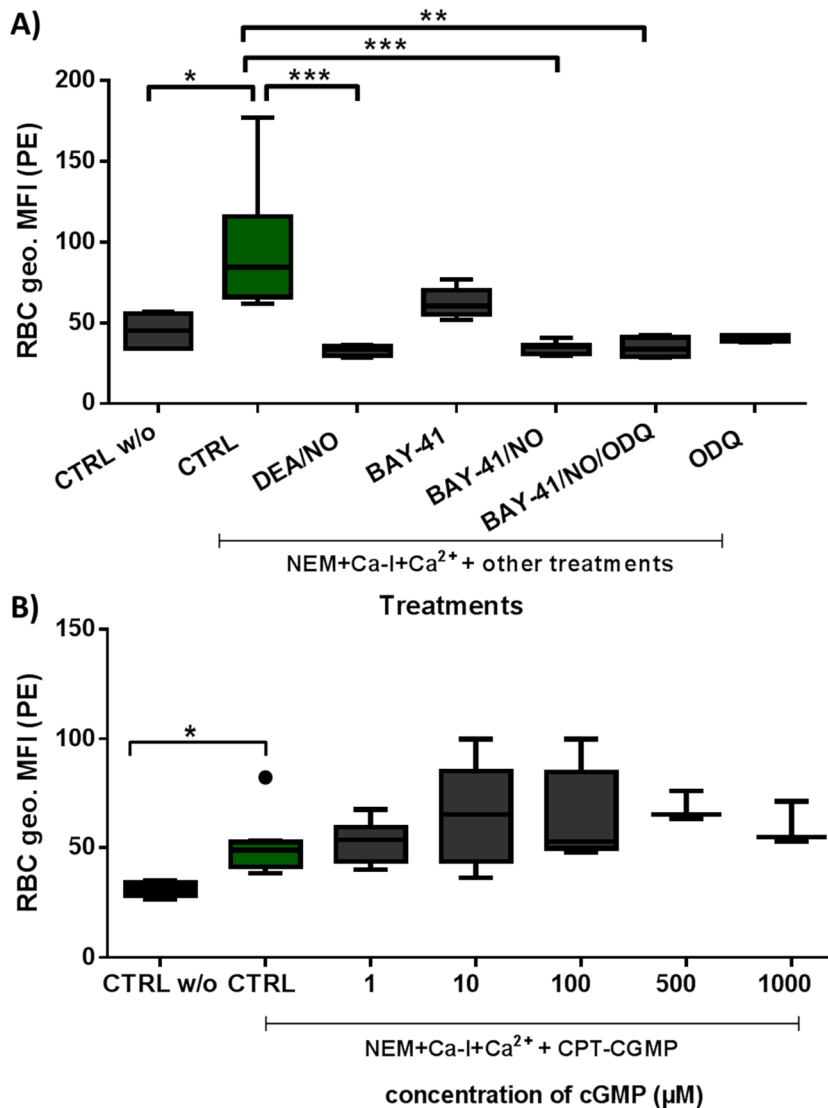 A)
**
***
* ***
RBC geo. MFI (PE)
200
150
100
50
0
CTRL w/o
CTRL
DEA/NO
BAY-41
BAY-41/NO
BAY-41/NO/ODQ
ODQ
NEM+Ca-I+Ca²⁺ + other treatments
Treatments
B)
RBC geo. MFI (PE)
150
100
50
0
*
CTRL w/o CTRL 1 10 100 500 1000
NEM+Ca-I+Ca²⁺ + CPT-CGMP
concentration of cGMP (µM)